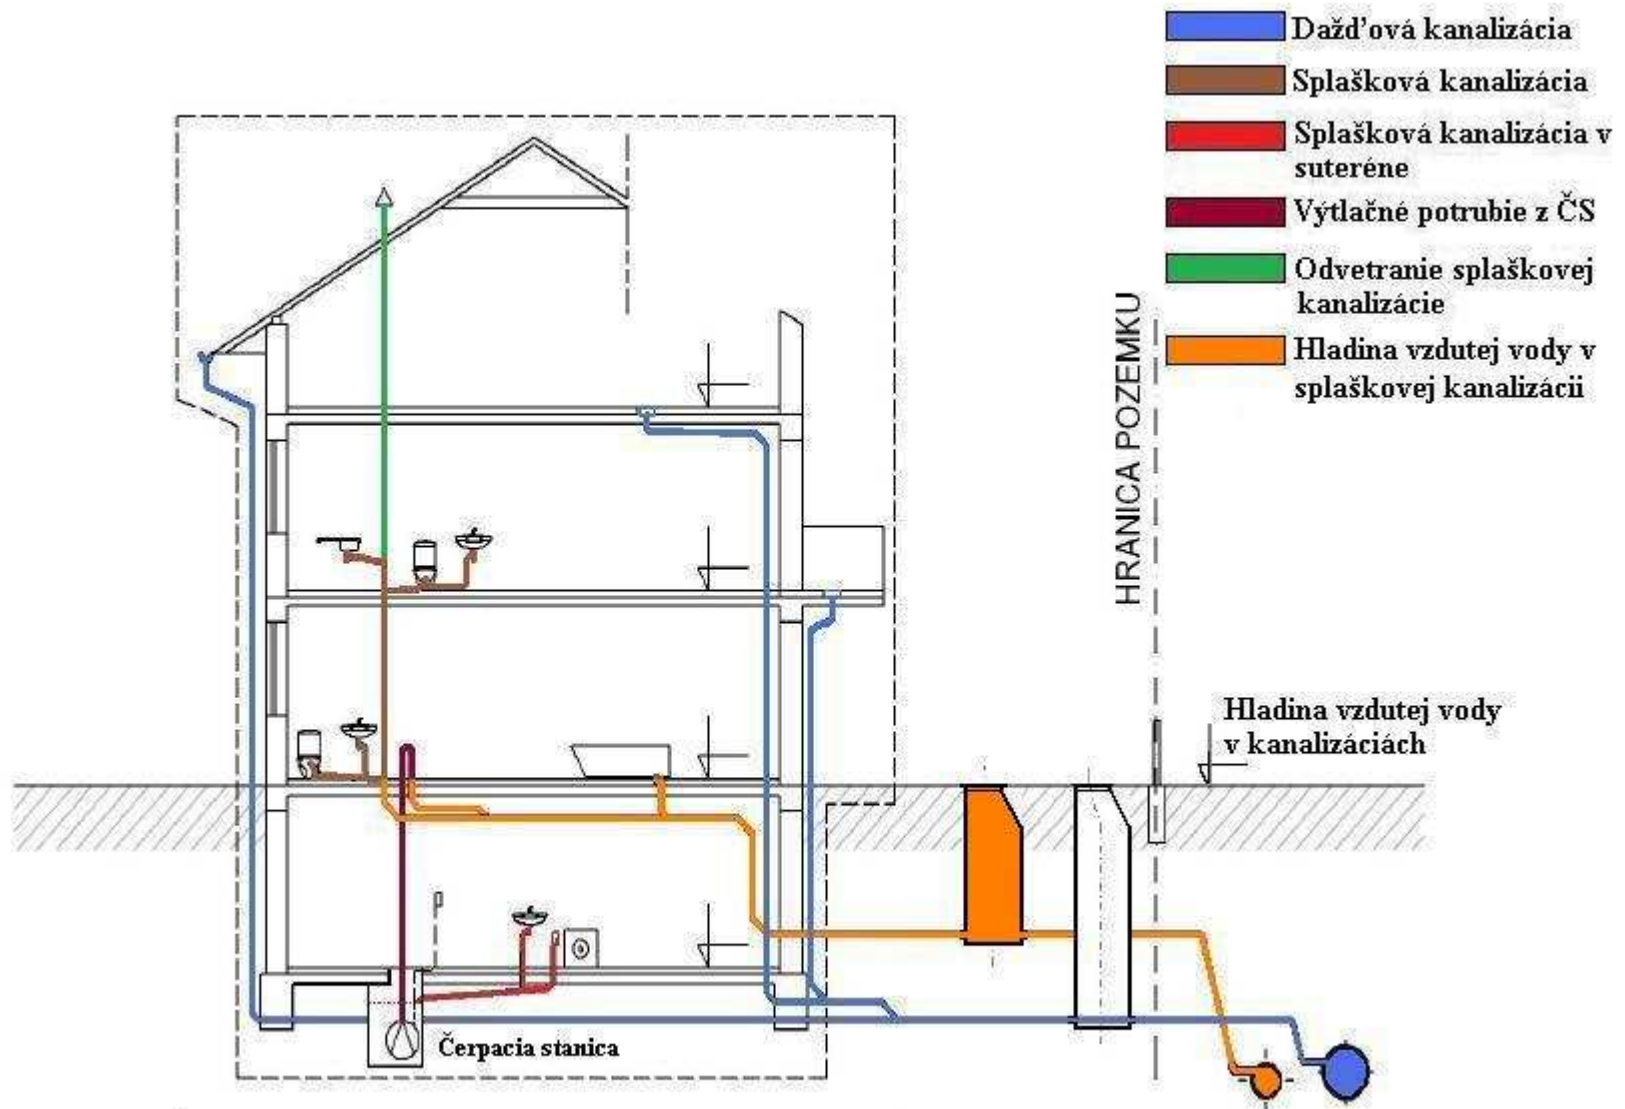 Dažďová kanalizácia
Splašková kanalizácia
Splašková kanalizácia v
suteréne
Výtlačné potrubie z ČS
Odvetranie splaškovej
kanalizácie
Hladina vzdutej vody v
splaškovej kanalizácii
HRANICA POZEMKU
Hladina vzdutej vody
v kanalizáciách
Čerpacia stanica